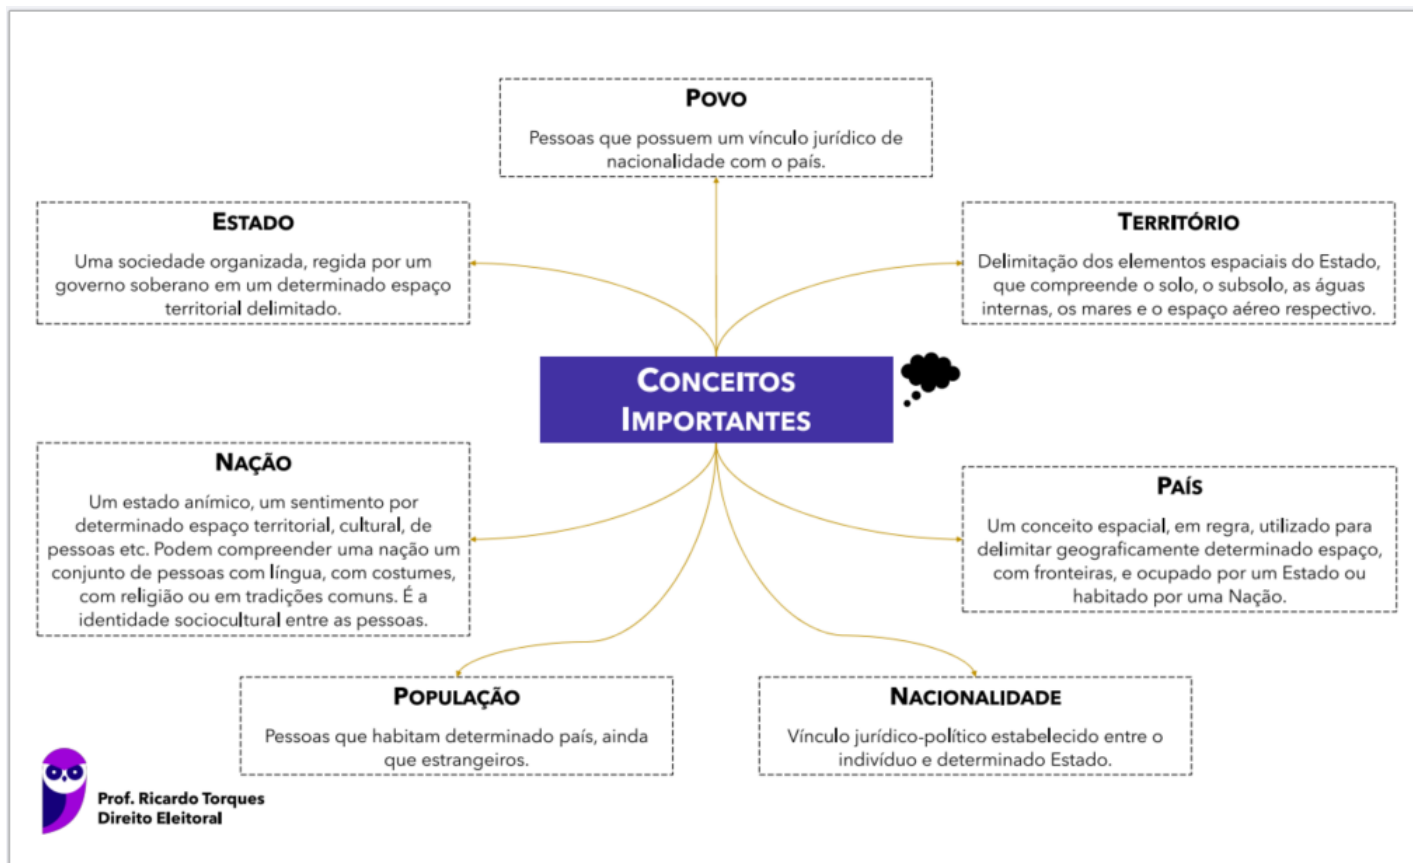 POVO
Pessoas que possuem um vínculo jurídico de
nacionalidade com o país.
ESTADO
Uma sociedade organizada, regida por um
governo soberano em um determinado espaço
territorial delimitado.
TERRITÓRIO
Delimitação dos elementos espaciais do Estado,
que compreende o solo, o subsolo, as águas
internas, os mares e o espaço aéreo respectivo.
CONCEITOS
IMPORTANTES
NAÇÃO
Um estado anímico, um sentimento por
determinado espaço territorial, cultural, de
pessoas etc. Podem compreender uma nação um
conjunto de pessoas com língua, com costumes,
com religião ou em tradições comuns. É a
identidade sociocultural entre as pessoas.
PAÍS
Um conceito espacial, em regra, utilizado para
delimitar geograficamente determinado espaço,
com fronteiras, e ocupado por um Estado ou
habitado por uma Nação.
POPULAÇÃO
Pessoas que habitam determinado país, ainda
que estrangeiros.
NACIONALIDADE
Vínculo jurídico-político estabelecido entre o
indivíduo e determinado Estado.
Prof. Ricardo Torques
Direito Eleitoral